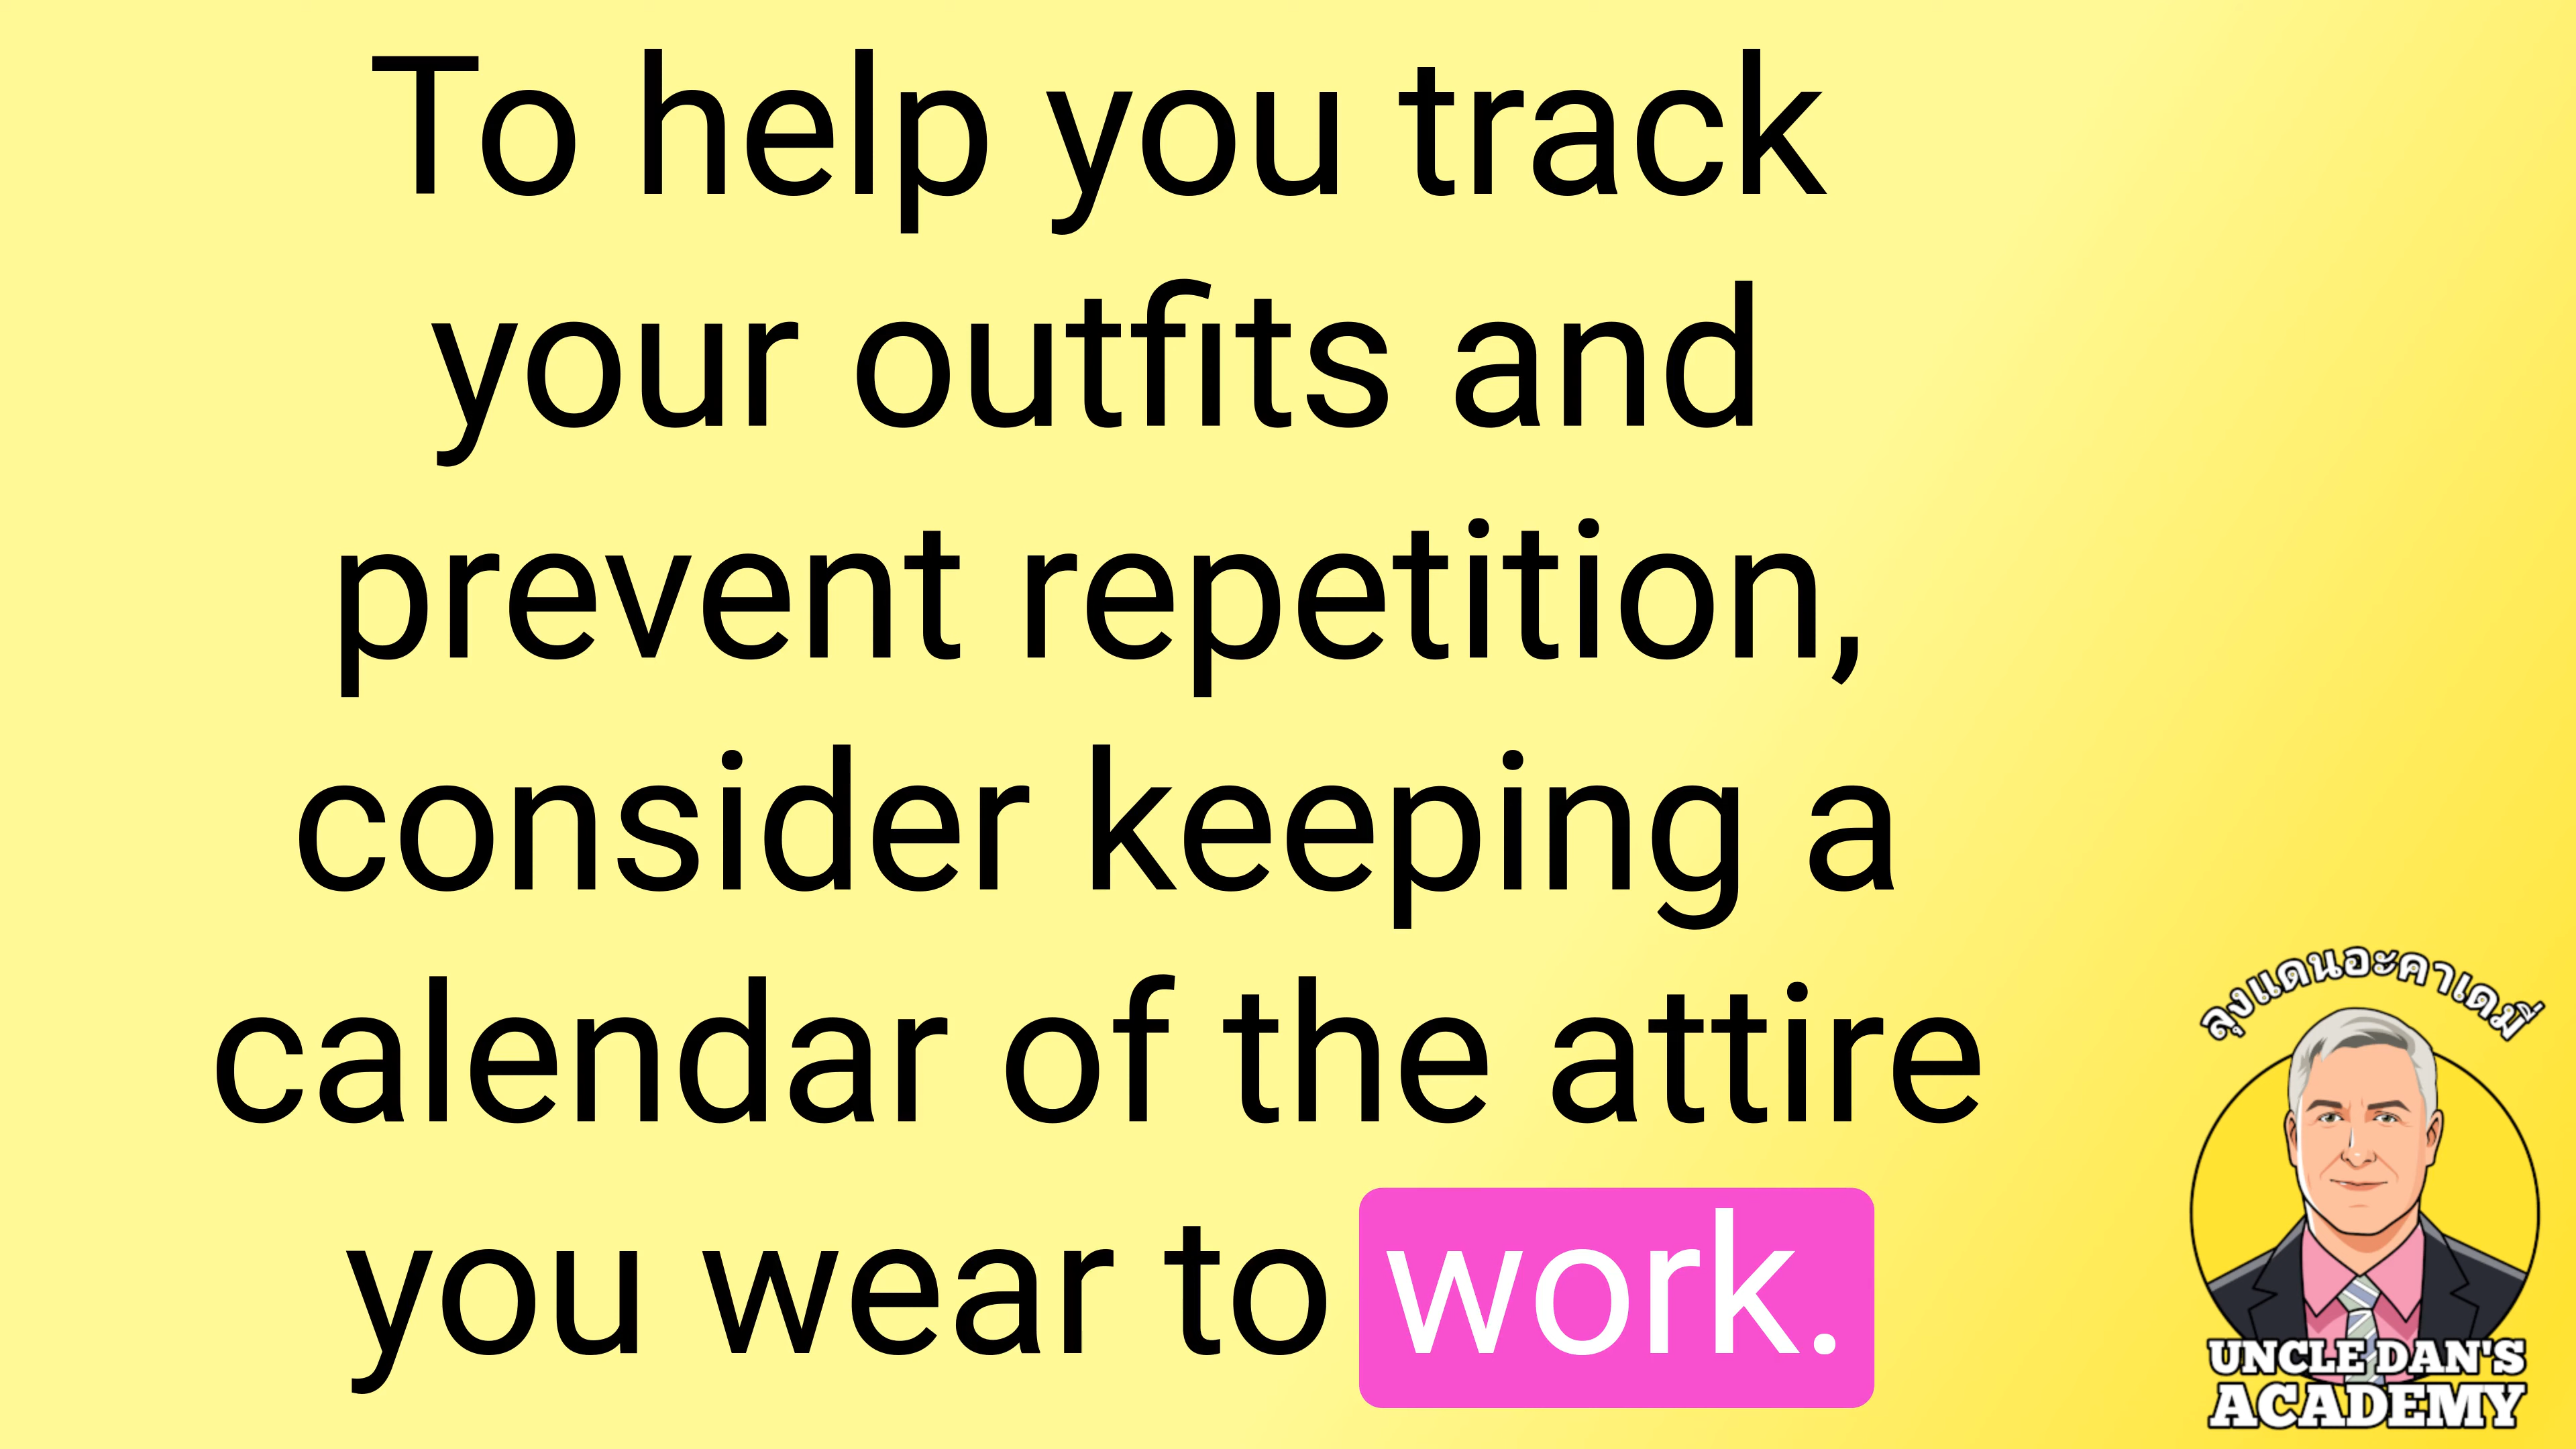 To help you track
your outfits and
prevent repetition,
consider keeping a
calendar of the attire
you wear to work.
ลุงแดนอะคาเดมี่
UNCLE DAN'S
ACADEMY